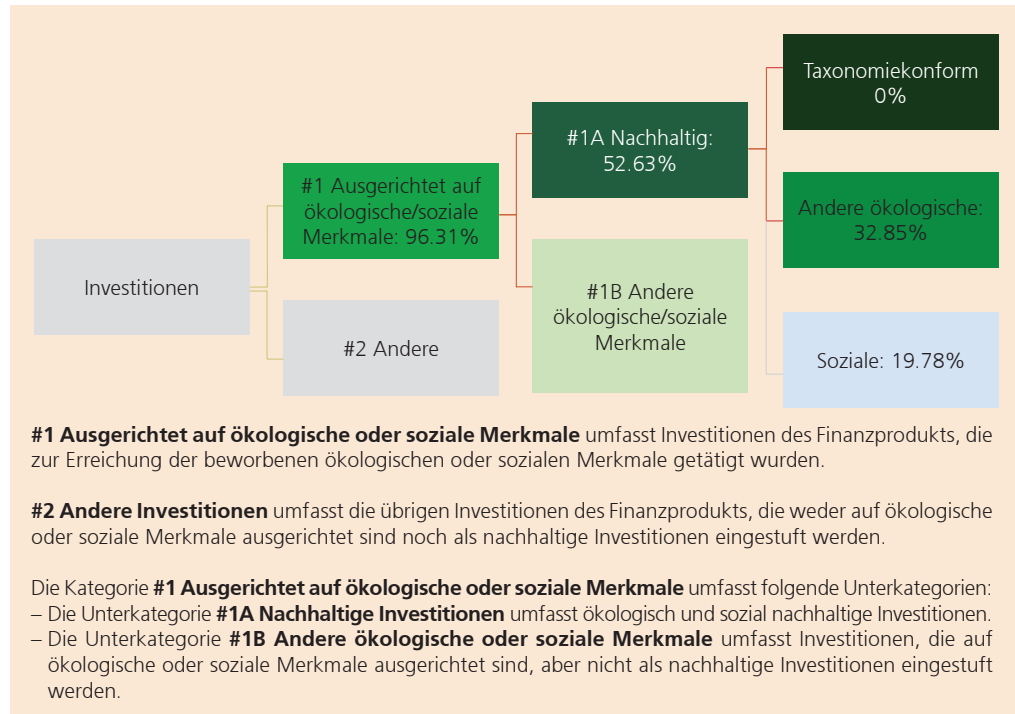 Taxonomiekonform
0%
#1A Nachhaltig:
52.63%
#1 Ausgerichtet auf
ökologische/soziale
Merkmale: 96.31%
Andere ökologische:
32.85%
Investitionen
#1B Andere
ökologische/soziale
Merkmale
#2 Andere
Soziale: 19.78%
#1 Ausgerichtet auf ökologische oder soziale Merkmale umfasst Investitionen des Finanzprodukts, die
zur Erreichung der beworbenen ökologischen oder sozialen Merkmale getätigt wurden.
#2 Andere Investitionen umfasst die übrigen Investitionen des Finanzprodukts, die weder auf ökologische
oder soziale Merkmale ausgerichtet sind noch als nachhaltige Investitionen eingestuft werden.
Die Kategorie #1 Ausgerichtet auf ökologische oder soziale Merkmale umfasst folgende Unterkategorien:
– Die Unterkategorie #1A Nachhaltige Investitionen umfasst ökologisch und sozial nachhaltige Investitionen.
– Die Unterkategorie #1B Andere ökologische oder soziale Merkmale umfasst Investitionen, die auf
ökologische oder soziale Merkmale ausgerichtet sind, aber nicht als nachhaltige Investitionen eingestuft
werden.